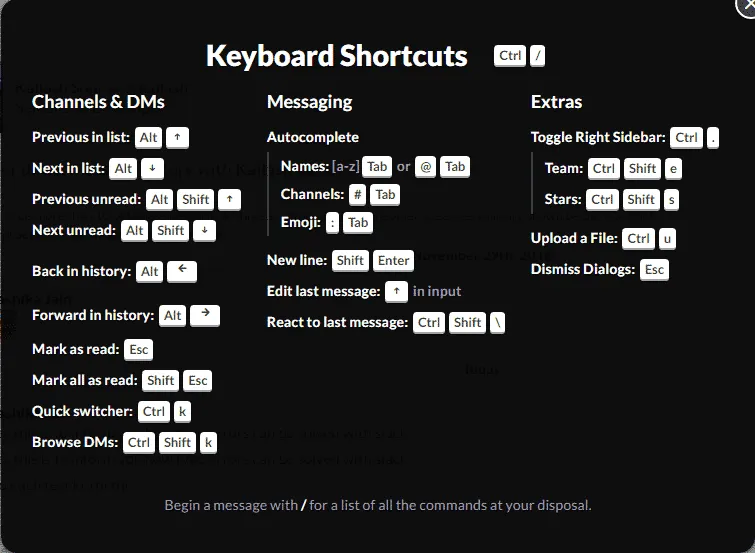 Keyboard Shortcuts Ctrl /
Channels & DMs
Previous in list: Alt ↑
Next in list: Alt ↓
Previous unread: Alt Shift ↑
Next unread: Alt Shift ↓
Back in history: Alt ←
Forward in history: Alt →
Mark as read: Esc
Mark all as read: Shift Esc
Quick switcher: Ctrl k
Browse DMs: Ctrl Shift k
Messaging
Autocomplete
Names: [a-z] Tab or @ Tab
Channels: # Tab
Emoji: : Tab
New line: Shift Enter
Edit last message: ↑ in input
React to last message: Ctrl Shift \
Extras
Toggle Right Sidebar: Ctrl .
Team: Ctrl Shift e
Stars: Ctrl Shift s
Upload a File: Ctrl u
Dismiss Dialogs: Esc
Begin a message with / for a list of all the commands at your disposal.